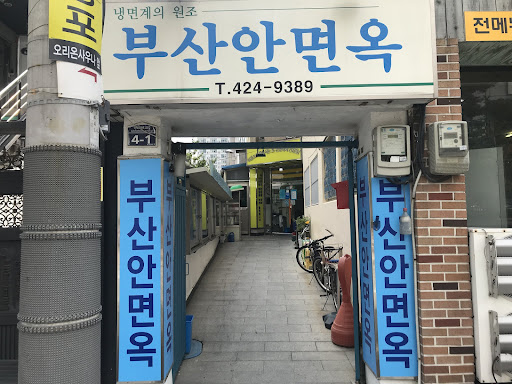 냉면계의 원조
부산안면옥
T.424-9389
포
오리온사우나
전메
4-1
부산안면옥
부산안면옥